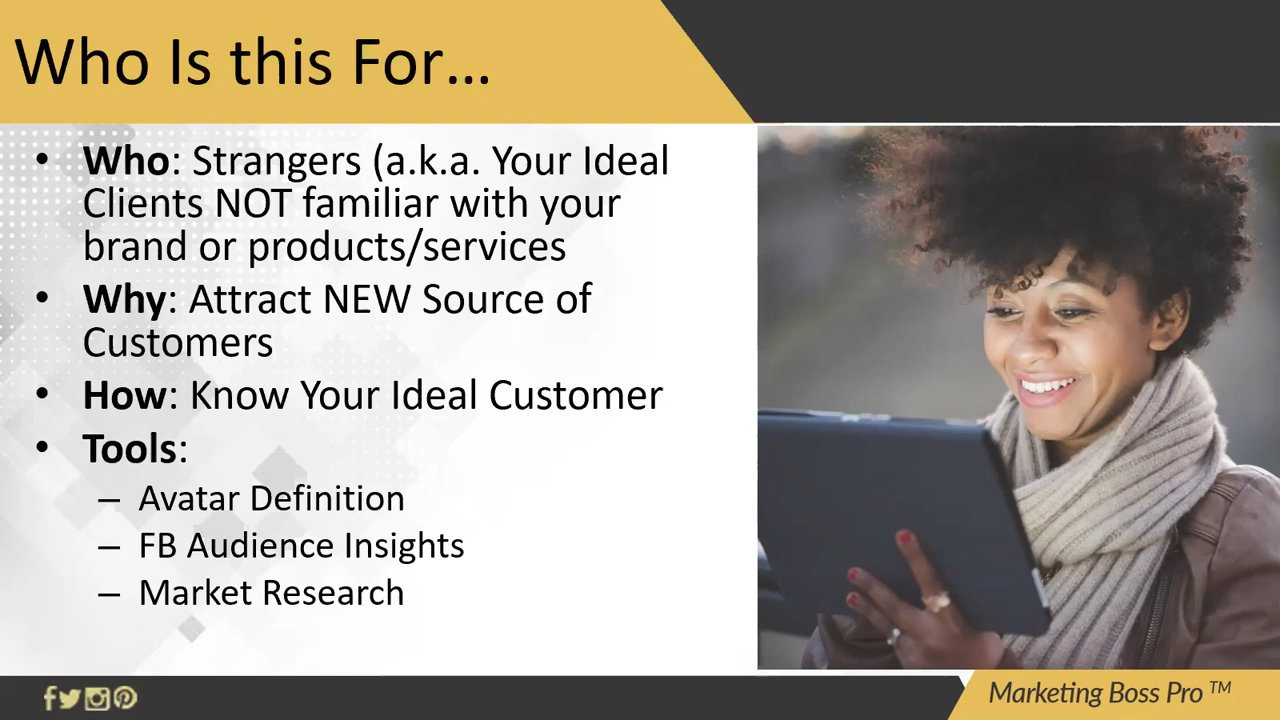 Who Is this For...
• Who: Strangers (a.k.a. Your Ideal
Clients NOT familiar with your
brand or products/services
• Why: Attract NEW Source of
Customers
• How: Know Your Ideal Customer
• Tools:
– Avatar Definition
– FB Audience Insights
– Market Research
Marketing Boss Pro ™